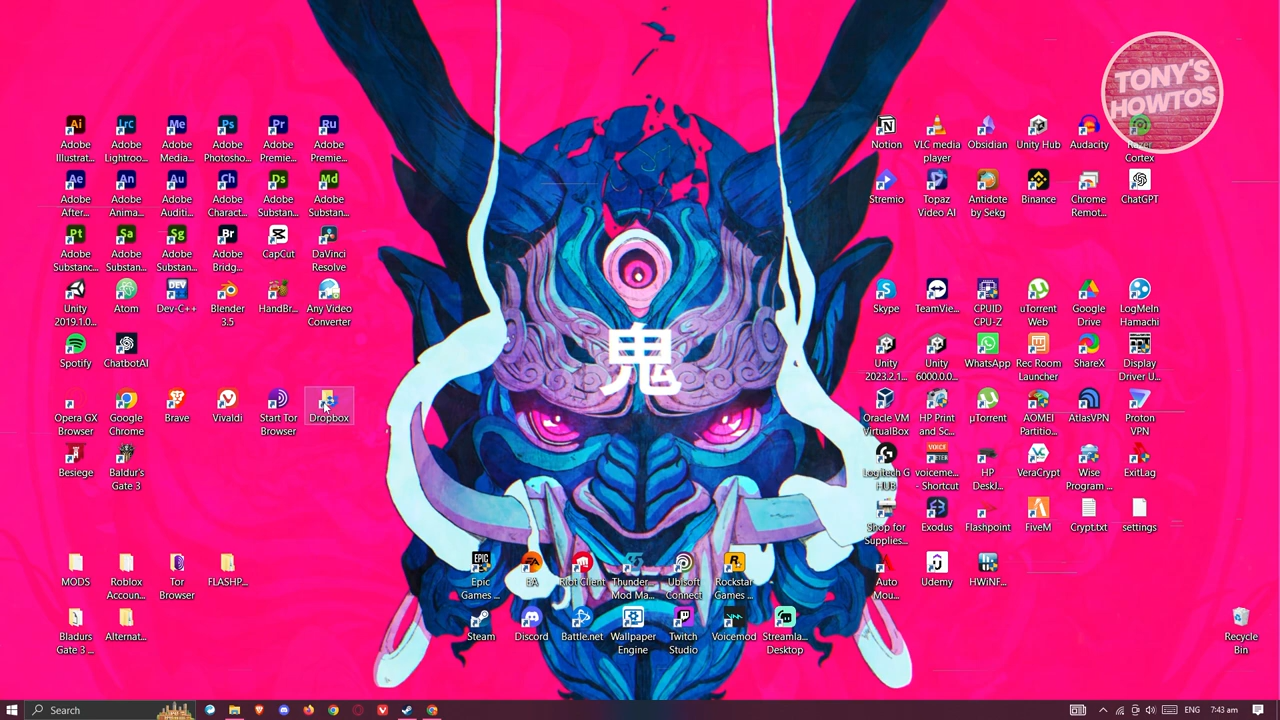 TONY'S
HOWTOS
Adobe Illustrat...
Adobe Lightroo...
Adobe Media...
Adobe Photosho...
Adobe Premie...
Adobe Premie...
Notion
VLC media player
Obsidian
Unity Hub
Audacity
Razer Cortex
Adobe After...
Adobe Anima...
Adobe Auditi...
Adobe Charact...
Adobe Substan...
Adobe Substan...
Stremio
Topaz Video AI
Antidote by Sekg
Binance
Chrome Remot...
ChatGPT
Adobe Substanc...
Adobe Substan...
Adobe Substan...
Adobe Bridg...
CapCut
DaVinci Resolve
Unity 2019.1.0...
Atom
Dev-C++
Blender 3.5
HandBr...
Any Video Converter
Skype
TeamVie...
CPUID CPU-Z
uTorrent Web
Google Drive
LogMeIn Hamachi
鬼
Spotify
ChatbotAI
Unity 2023.2.1...
Unity 6000.0.0...
WhatsApp
Rec Room Launcher
ShareX
Display Driver U...
Opera GX Browser
Google Chrome
Brave
Vivaldi
Start Tor Browser
Dropbox
Oracle VM VirtualBox
HP Print and Sc...
µTorrent
AOMEI Partitio...
AtlasVPN
Proton VPN
Besiege
Baldur's Gate 3
Logitech G HUB
voiceme... - Shortcut
HP DeskJ...
VeraCrypt
Wise Program ...
ExitLag
Shop for Supplies...
Exodus
Flashpoint
FiveM
Crypt.txt
settings
MODS
Roblox Accoun...
Tor Browser
FLASHP...
Epic Games ...
EA
Riot Client
Thunder... Mod Ma...
Ubisoft Connect
Rockstar Games ...
Auto Mou...
Udemy
HWiNF...
Bladurs Gate 3 ...
Alternat...
Steam
Discord
Battle.net
Wallpaper Engine
Twitch Studio
Voicemod
Streamla... Desktop
Recycle Bin
Search
ENG
7:43 am